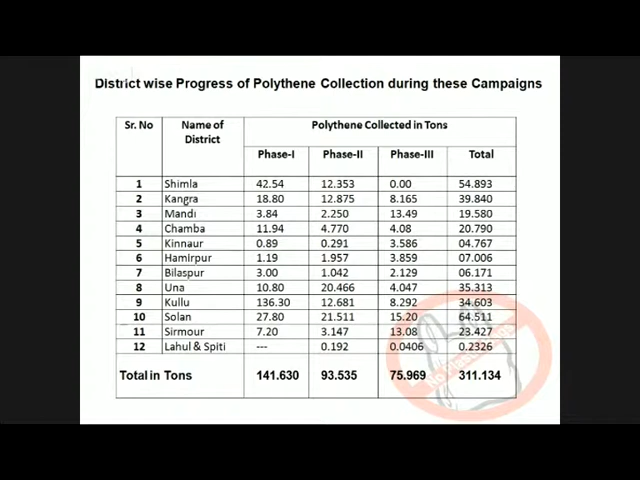 District wise Progress of Polythene Collection during these Campaigns
Sr. No Name of District Polythene Collected in Tons
Phase-I Phase-II Phase-III Total
1 Shimla 42.54 12.353 0.00 54.893
2 Kangra 18.80 12.875 8.165 39.840
3 Mandi 3.84 2.250 13.49 19.580
4 Chamba 11.94 4.770 4.08 20.790
5 Kinnaur 0.89 0.291 3.586 04.767
6 Hamirpur 1.19 1.957 3.859 07.006
7 Bilaspur 3.00 1.042 2.129 06.171
8 Una 10.80 20.466 4.047 35.313
9 Kullu 136.30 12.681 8.292 34.603
10 Solan 27.80 21.511 15.20 64.511
11 Sirmour 7.20 3.147 13.08 23.427
12 Lahul & Spiti --- 0.192 0.0406 0.2326
Total in Tons 141.630 93.535 75.969 311.134